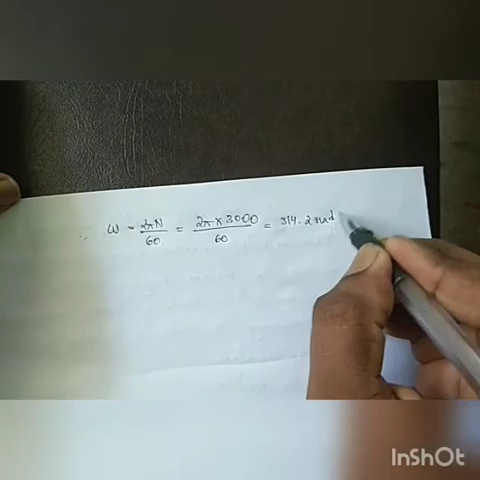 ∴ ω = 2πN/60 = 2π × 3000/60 = 314.2 rad
InShOt